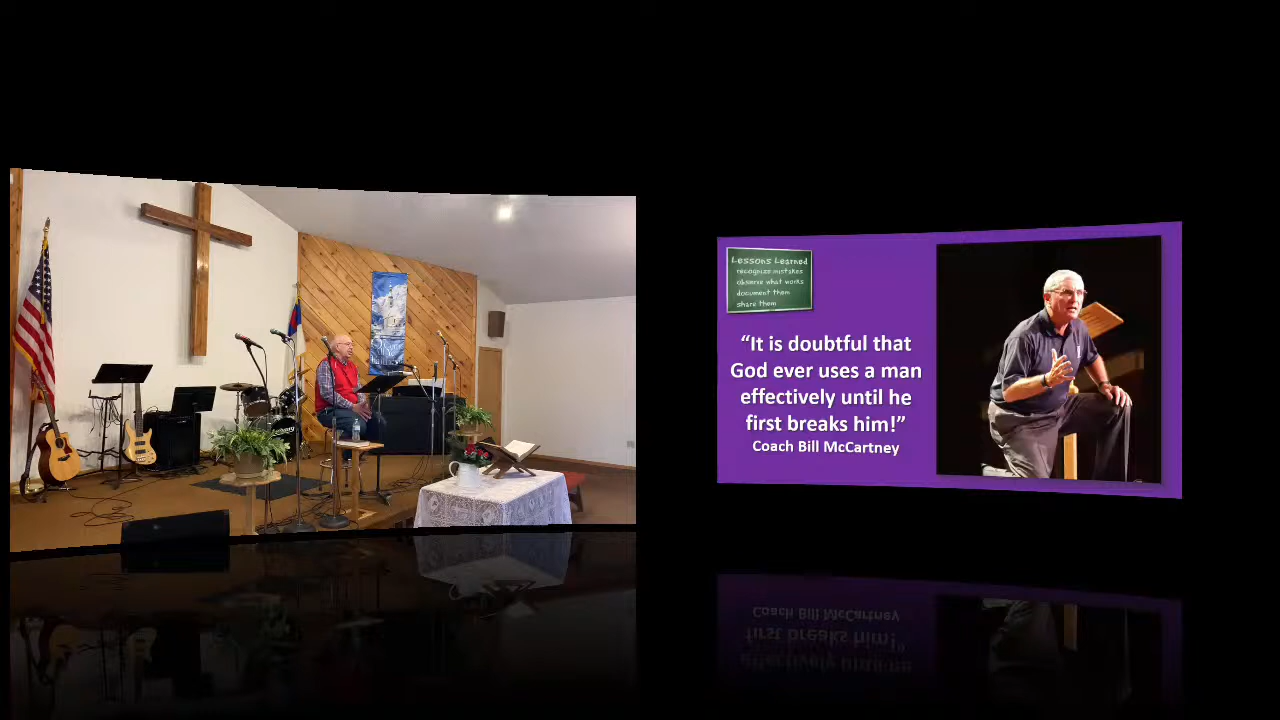 Lessons Learned
recognize mistakes
observe what works
document them
share them
“It is doubtful that
God ever uses a man
effectively until he
first breaks him!”
Coach Bill McCartney